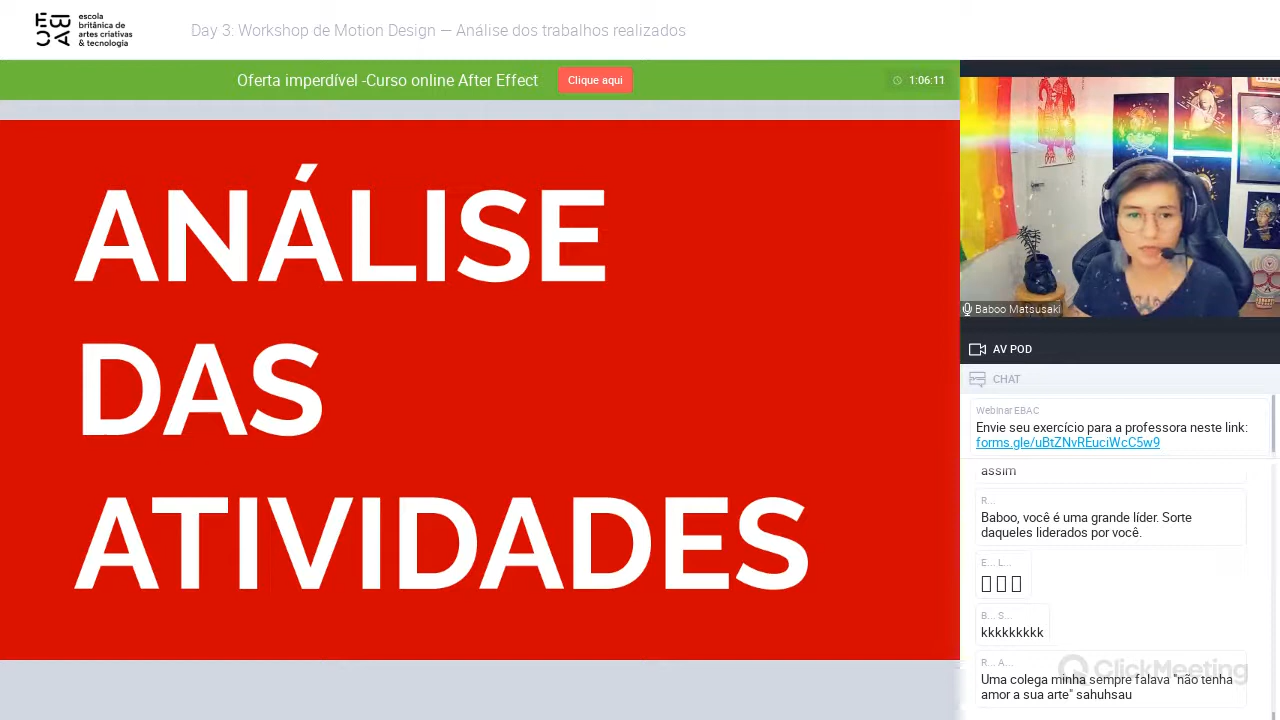 EBAC
escola
britânica de
artes criativas
& tecnologia
Day 3: Workshop de Motion Design — Análise dos trabalhos realizados
Oferta imperdível -Curso online After Effect
Clique aqui
1:06:11
ANÁLISE
DAS
ATIVIDADES
Baboo Matsusaki
AV POD
CHAT
Webinar EBAC
Envie seu exercício para a professora neste link:
forms.gle/uBtZNvREuciWcC5w9
assim
R...
Baboo, você é uma grande líder. Sorte
daqueles liderados por você.
E... L...
B... S...
kkkkkkkkk
R... A...
Uma colega minha sempre falava "não tenha
amor a sua arte" sahuhsau
ClickMeeting